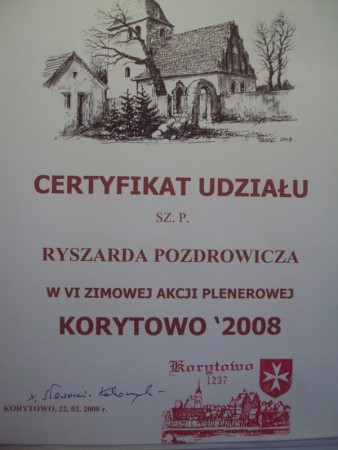 CERTYFIKAT UDZIAŁU
SZ. P.
RYSZARDA POZDROWICZA
W VI ZIMOWEJ AKCJI PLENEROWEJ
KORYTOWO ‘2008
Korytowo
1237
KORYTOWO, 22. 02. 2008 r.